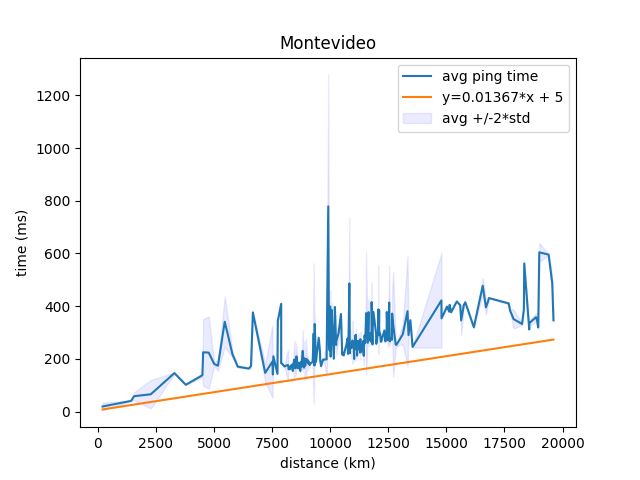 Montevideo
avg ping time
y=0.01367*x + 5
avg +/-2*std
time (ms)
1200
1000
800
600
400
200
0
0 2500 5000 7500 10000 12500 15000 17500 20000
distance (km)